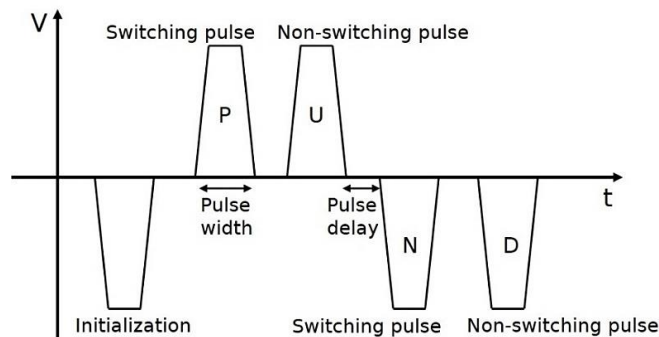 V
Switching pulse
Non-switching pulse
P
U
t
Pulse
width
Pulse
delay
N
D
Initialization
Switching pulse
Non-switching pulse